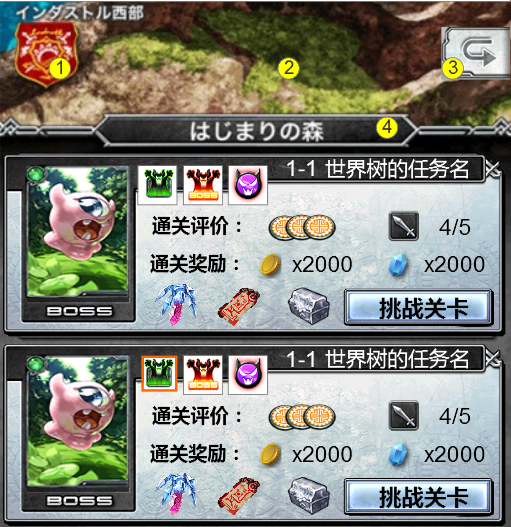 インダストル西部
1
2
3
はじまりの森
4
1-1 世界树的任务名
BOSS
通关评价：
4/5
通关奖励：
x2000
x2000
BOSS
挑战关卡
1-1 世界树的任务名
BOSS
通关评价：
4/5
通关奖励：
x2000
x2000
BOSS
挑战关卡